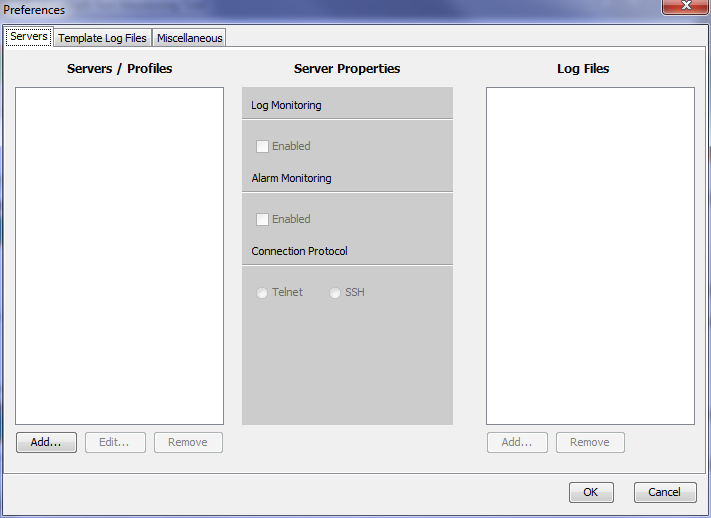 Preferences
Servers Template Log Files Miscellaneous
Servers / Profiles
Server Properties
Log Files
Log Monitoring
Enabled
Alarm Monitoring
Enabled
Connection Protocol
Telnet SSH
Add... Edit... Remove
Add... Remove
OK Cancel